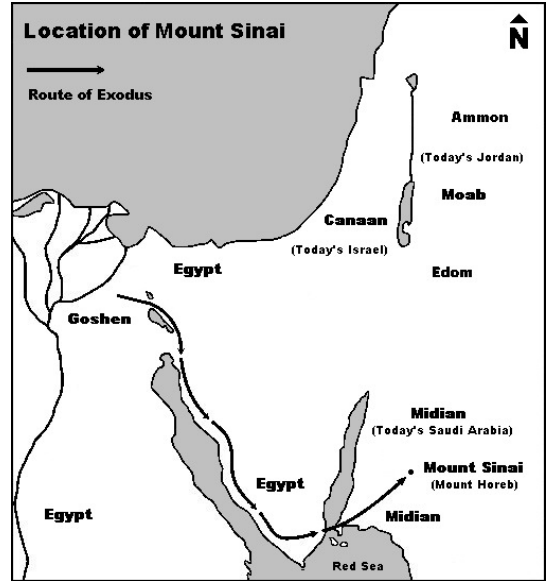 Location of Mount Sinai
N
Route of Exodus
Ammon
(Today's Jordan)
Moab
Canaan
(Today's Israel)
Egypt
Edom
Goshen
Midian
(Today's Saudi Arabia)
Mount Sinai
(Mount Horeb)
Egypt
Egypt
Midian
Red Sea